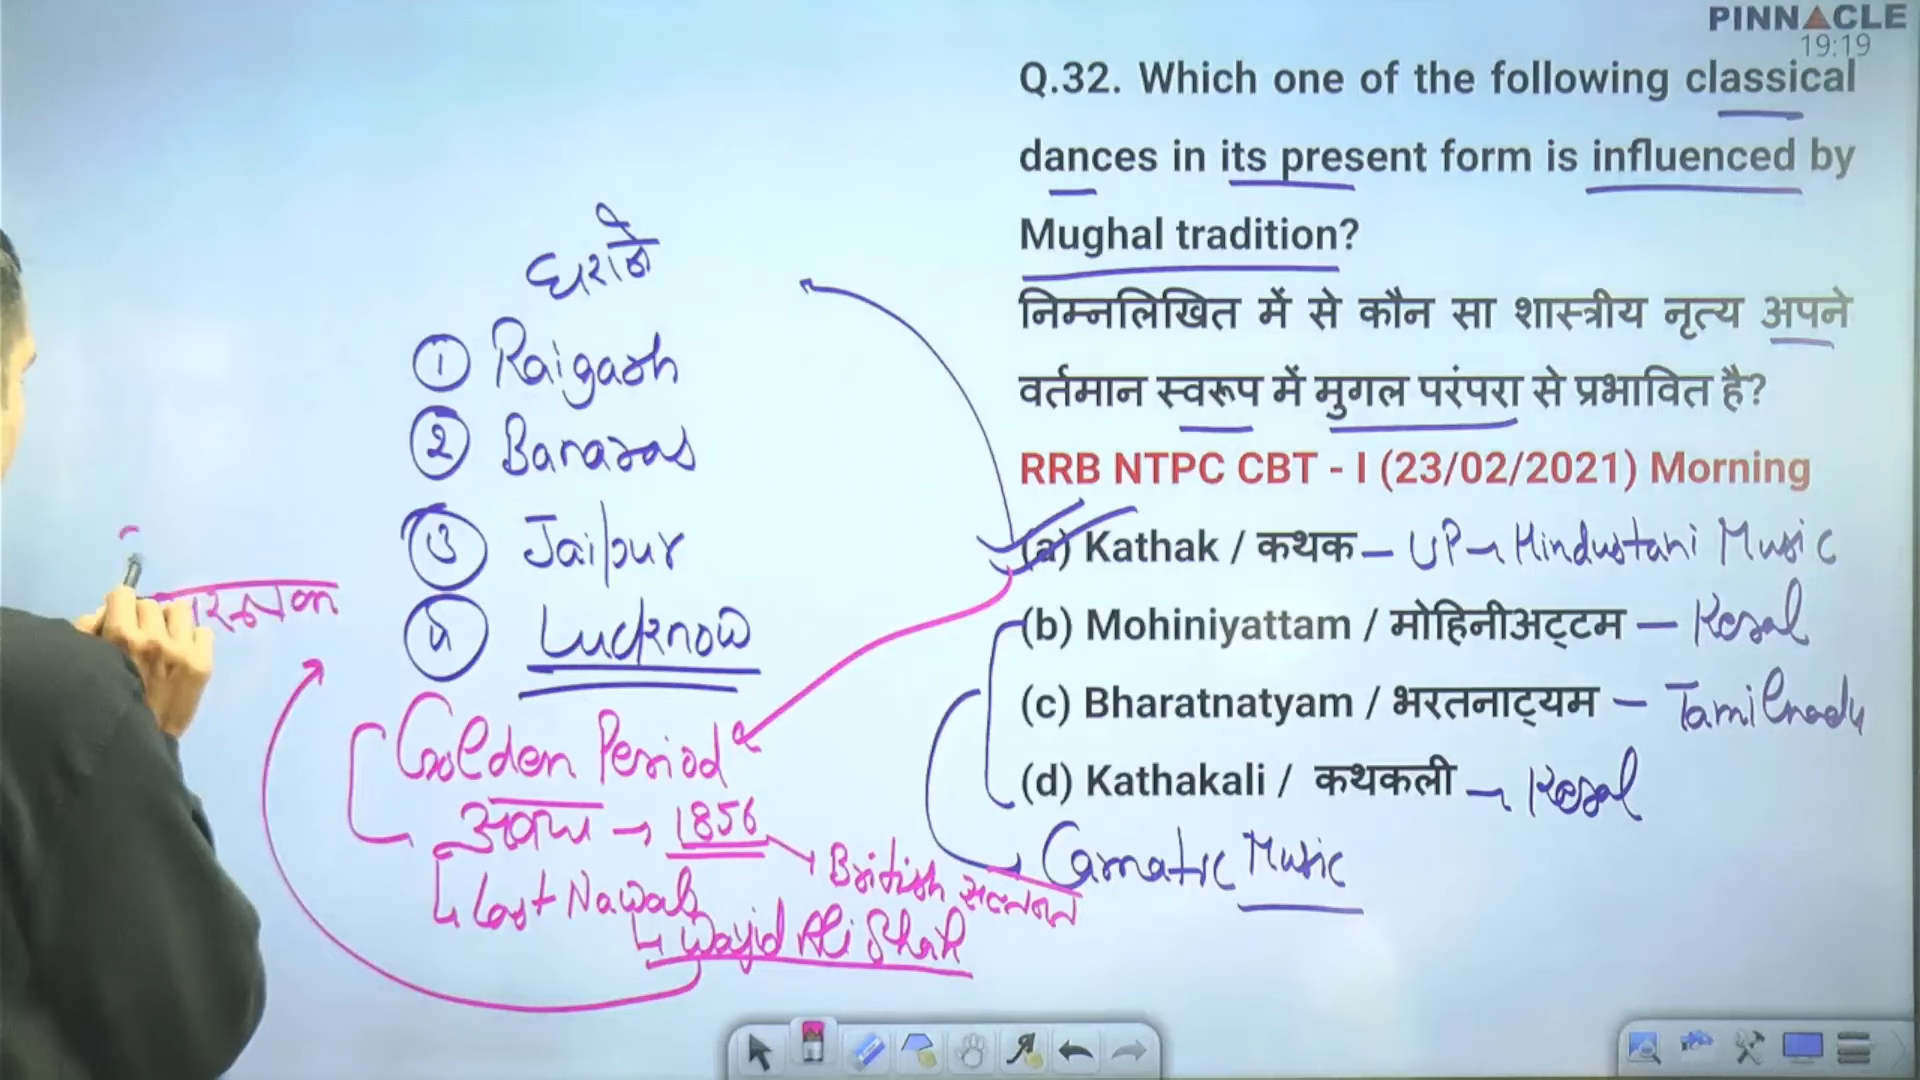 PINNACLE
19:19
Q.32. Which one of the following classical
dances in its present form is influenced by
Mughal tradition?
निम्नलिखित में से कौन सा शास्त्रीय नृत्य अपने
वर्तमान स्वरूप में मुगल परंपरा से प्रभावित है?
RRB NTPC CBT - I (23/02/2021) Morning
(a) Kathak / कथक – UP → Hindustani Music
(b) Mohiniyattam / मोहिनीअट्टम – Keral
(c) Bharatnatyam / भरतनाट्यम – Tamilnadu
(d) Kathakali / कथकली → Keral
Carnatic Music
घराने
① Raigarh
② Banaras
③ Jaipur
④ Lucknow
Golden Period
अवध → 1856
British सल्तनत
Last Nawab
Wajid Ali Shah